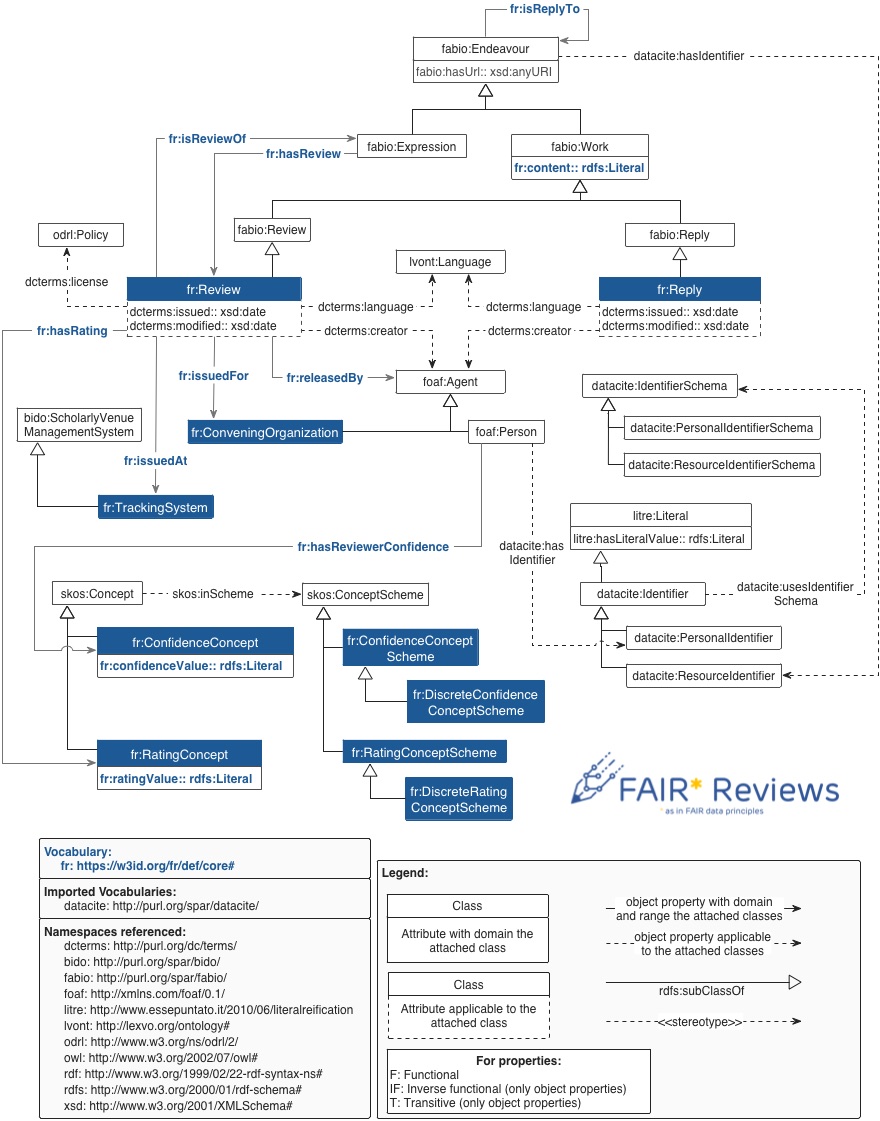 fr:isReplyTo
fabio:Endeavour
fabio:hasUrl:: xsd:anyURI
datacite:hasIdentifier
fr:isReviewOf
fr:hasReview
fabio:Expression
fabio:Work
fr:content:: rdfs:Literal
odrl:Policy
fabio:Review
fabio:Reply
lvont:Language
dcterms:license
fr:Review
dcterms:issued:: xsd:date
dcterms:modified:: xsd:date
dcterms:language
dcterms:language
fr:Reply
dcterms:issued:: xsd:date
dcterms:modified:: xsd:date
fr:hasRating
dcterms:creator
dcterms:creator
fr:issuedFor
fr:releasedBy
foaf:Agent
datacite:IdentifierSchema
bido:ScholarlyVenue
ManagementSystem
fr:ConveningOrganization
foaf:Person
datacite:PersonalIdentifierSchema
fr:issuedAt
datacite:ResourceIdentifierSchema
fr:TrackingSystem
litre:Literal
litre:hasLiteralValue:: rdfs:Literal
fr:hasReviewerConfidence
datacite:has
Identifier
skos:Concept
skos:inScheme
skos:ConceptScheme
datacite:Identifier
datacite:usesIdentifier
Schema
fr:ConfidenceConcept
fr:confidenceValue:: rdfs:Literal
fr:ConfidenceConcept
Scheme
datacite:PersonalIdentifier
datacite:ResourceIdentifier
fr:DiscreteConfidence
ConceptScheme
fr:RatingConcept
fr:ratingValue:: rdfs:Literal
fr:RatingConceptScheme
fr:DiscreteRating
ConceptScheme
FAIR* Reviews
* as in FAIR data principles
Vocabulary:
fr: https://w3id.org/fr/def/core#
Imported Vocabularies:
datacite: http://purl.org/spar/datacite/
Namespaces referenced:
dcterms: http://purl.org/dc/terms/
bido: http://purl.org/spar/bido/
fabio: http://purl.org/spar/fabio/
foaf: http://xmlns.com/foaf/0.1/
litre: http://www.essepuntato.it/2010/06/literalreification
lvont: http://lexvo.org/ontology#
odrl: http://www.w3.org/ns/odrl/2/
owl: http://www.w3.org/2002/07/owl#
rdf: http://www.w3.org/1999/02/22-rdf-syntax-ns#
rdfs: http://www.w3.org/2000/01/rdf-schema#
xsd: http://www.w3.org/2001/XMLSchema#
Legend:
Class
Attribute with domain the
attached class
Class
Attribute applicable to the
attached class
object property with domain
and range the attached classes
object property applicable
to the attached classes
rdfs:subClassOf
<<stereotype>>
For properties:
F: Functional
IF: Inverse functional (only object properties)
T: Transitive (only object properties)